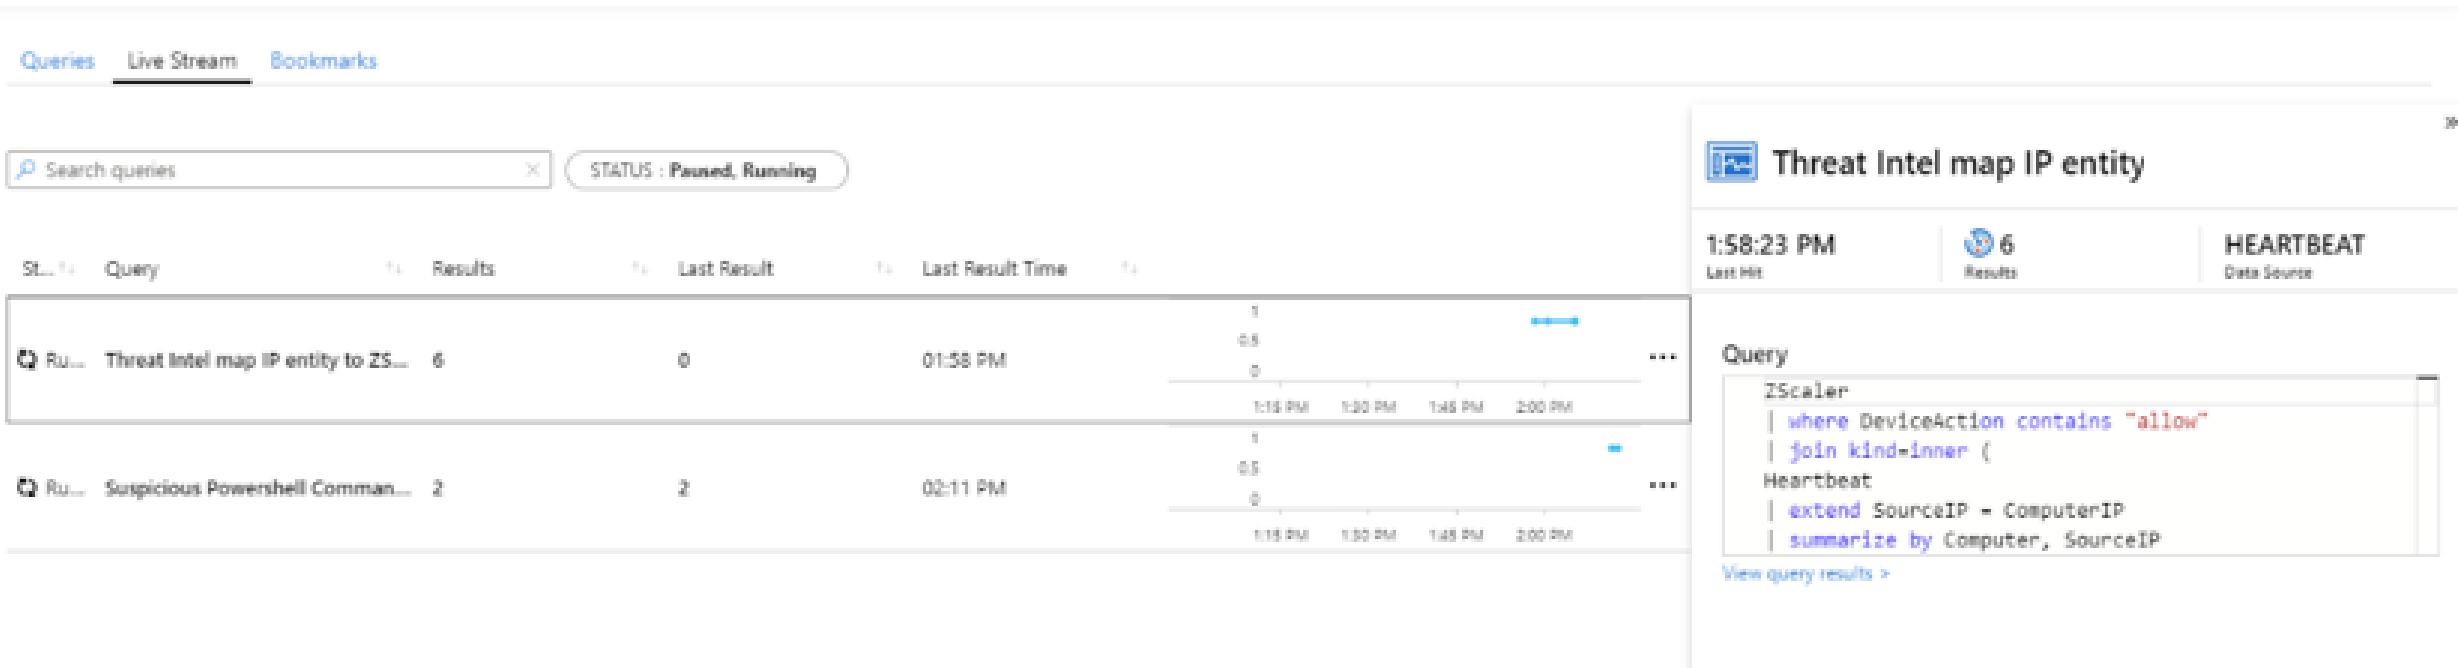 Queries Live Stream Bookmarks
Search queries
STATUS : Paused, Running
St... Query Results Last Result Last Result Time
Ru... Threat Intel map IP entity to ZS... 6 0 01:58 PM
1
0.5
0
1:15 PM 1:30 PM 1:45 PM 2:00 PM
Ru... Suspicious Powershell Comman... 2 2 02:11 PM
1
0.5
0
1:15 PM 1:30 PM 1:45 PM 2:00 PM
Threat Intel map IP entity
1:58:23 PM 6 HEARTBEAT
Last Hit Results Data Source
Query
ZScaler
| where DeviceAction contains "allow"
| join kind=inner (
Heartbeat
| extend SourceIP = ComputerIP
| summarize by Computer, SourceIP
View query results >